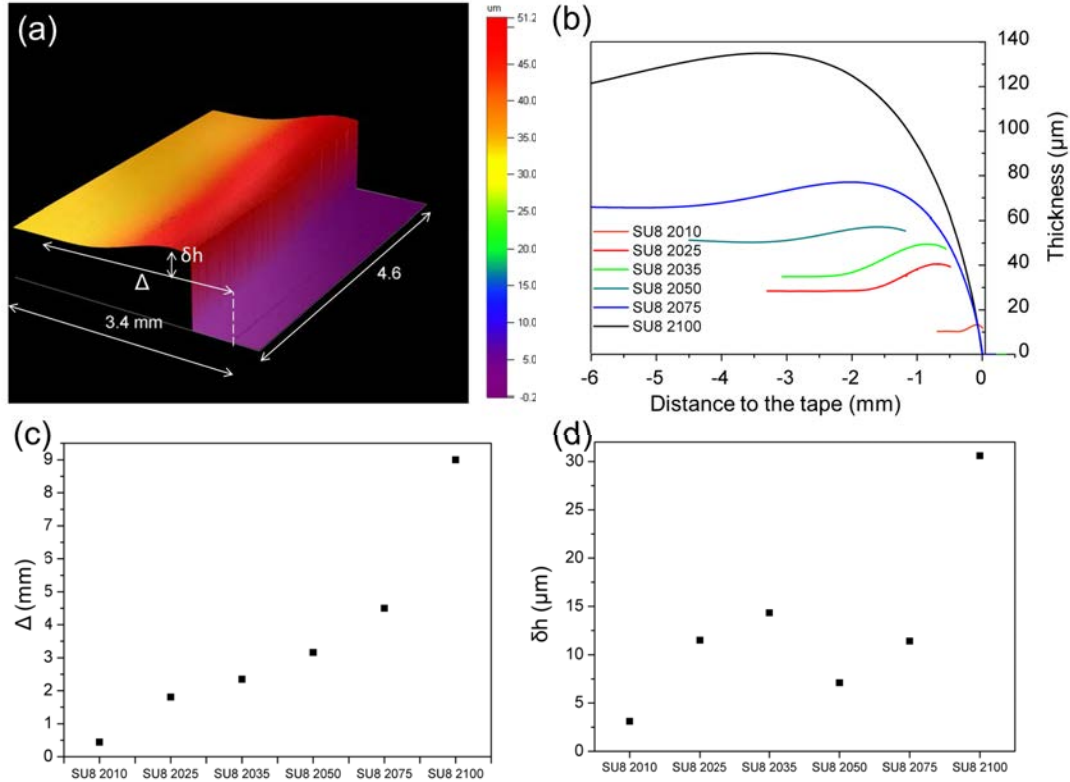 (a)
um
51.2
45.0
40.0
35.0
30.0
25.0
20.0
15.0
10.0
5.0
-0.2
δh
Δ
4.6
3.4 mm
(b)
140
120
100
80
60
40
20
0
Thickness (μm)
SU8 2010
SU8 2025
SU8 2035
SU8 2050
SU8 2075
SU8 2100
-6 -5 -4 -3 -2 -1 0
Distance to the tape (mm)
(c)
9
8
7
6
5
4
3
2
1
0
Δ (mm)
SU8 2010 SU8 2025 SU8 2035 SU8 2050 SU8 2075 SU8 2100
(d)
30
25
20
15
10
5
0
δh (μm)
SU8 2010 SU8 2025 SU8 2035 SU8 2050 SU8 2075 SU8 2100